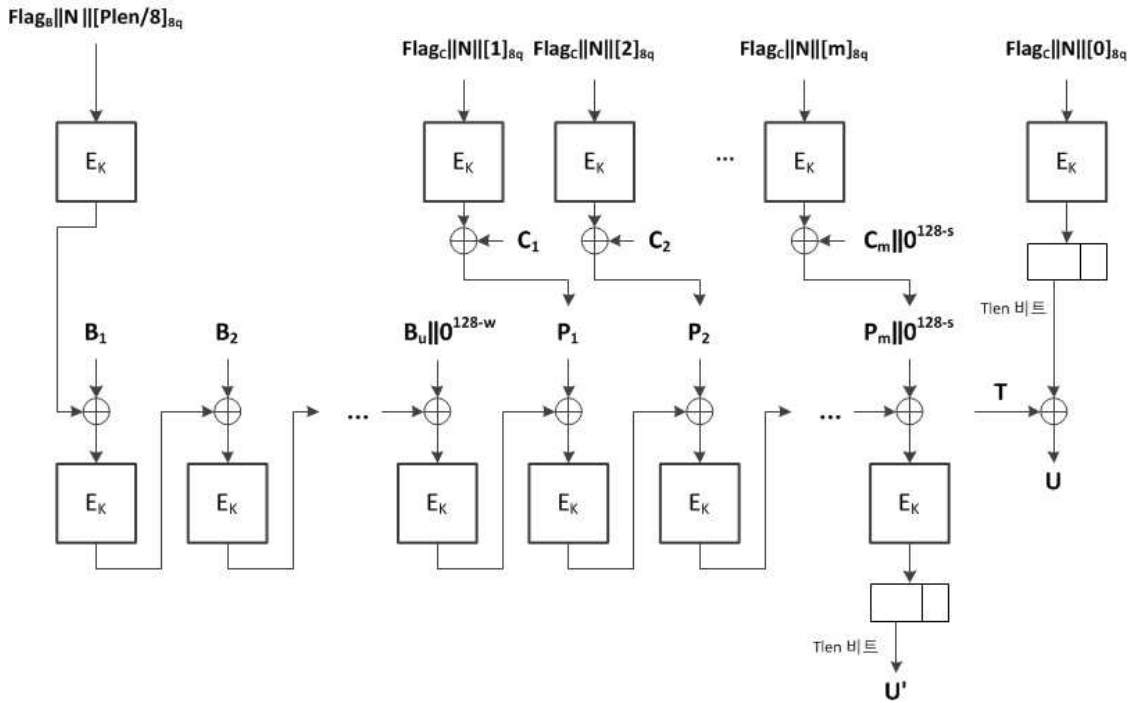 Flag_B||N||[Plen/8]_8q
Flag_C||N||[1]_8q Flag_C||N||[2]_8q Flag_C||N||[m]_8q Flag_C||N||[0]_8q
E_K E_K E_K ... E_K E_K
C_1 C_2 C_m||0^128-s
Tlen 비트
B_1 B_2 B_u||0^128-w P_1 P_2 P_m||0^128-s
... ... T
E_K E_K E_K E_K E_K E_K U
Tlen 비트
U'